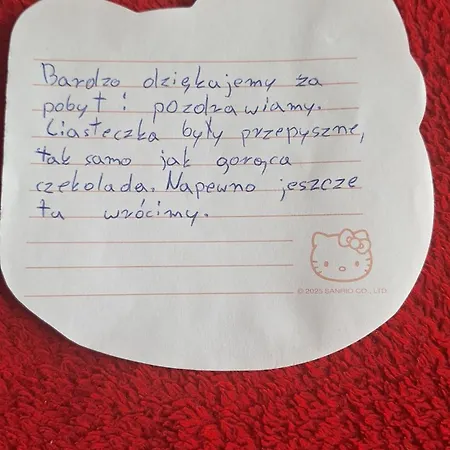 Bardzo dziękajemy za
pobyt i pozdrawiamy.
Ciasteczka były przepyszne,
tak samo jak gorąca
czekolada. Napewno jeszcze
tu wrócimy.
© 2025 SANRIO CO., LTD.